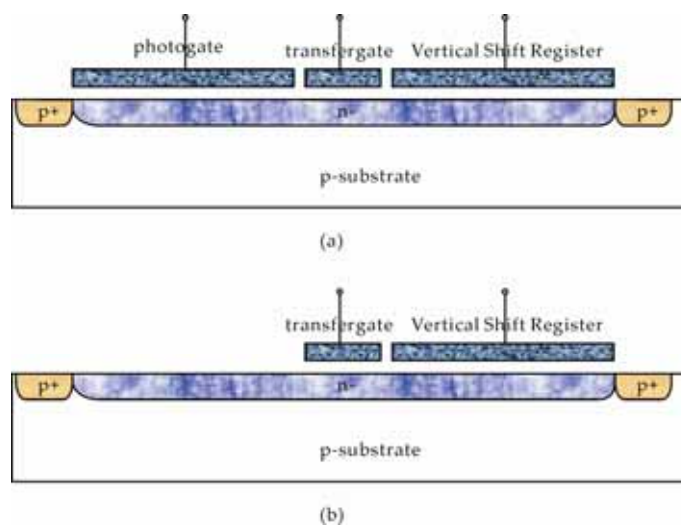 photogate transfergate Vertical Shift Register
p+ n- p+
p-substrate
(a)
transfergate Vertical Shift Register
p+ n- p+
p-substrate
(b)